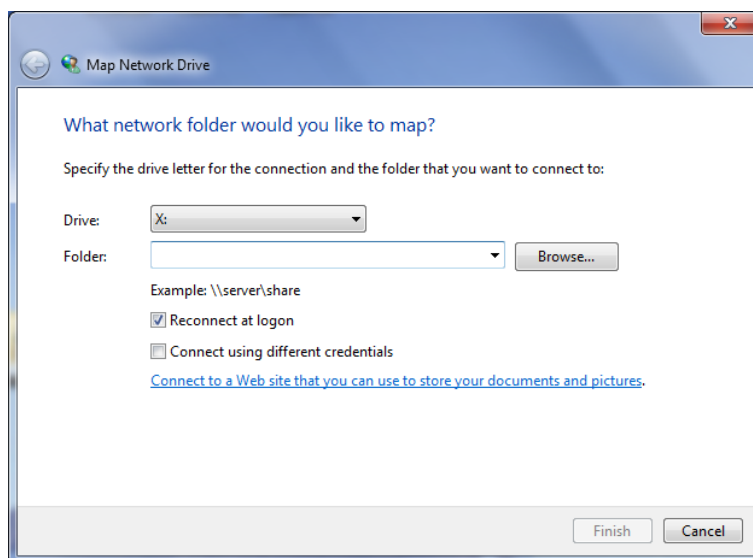 Map Network Drive
What network folder would you like to map?
Specify the drive letter for the connection and the folder that you want to connect to:
Drive: X:
Folder: Browse...
Example: \\server\share
Reconnect at logon
Connect using different credentials
Connect to a Web site that you can use to store your documents and pictures.
Finish Cancel